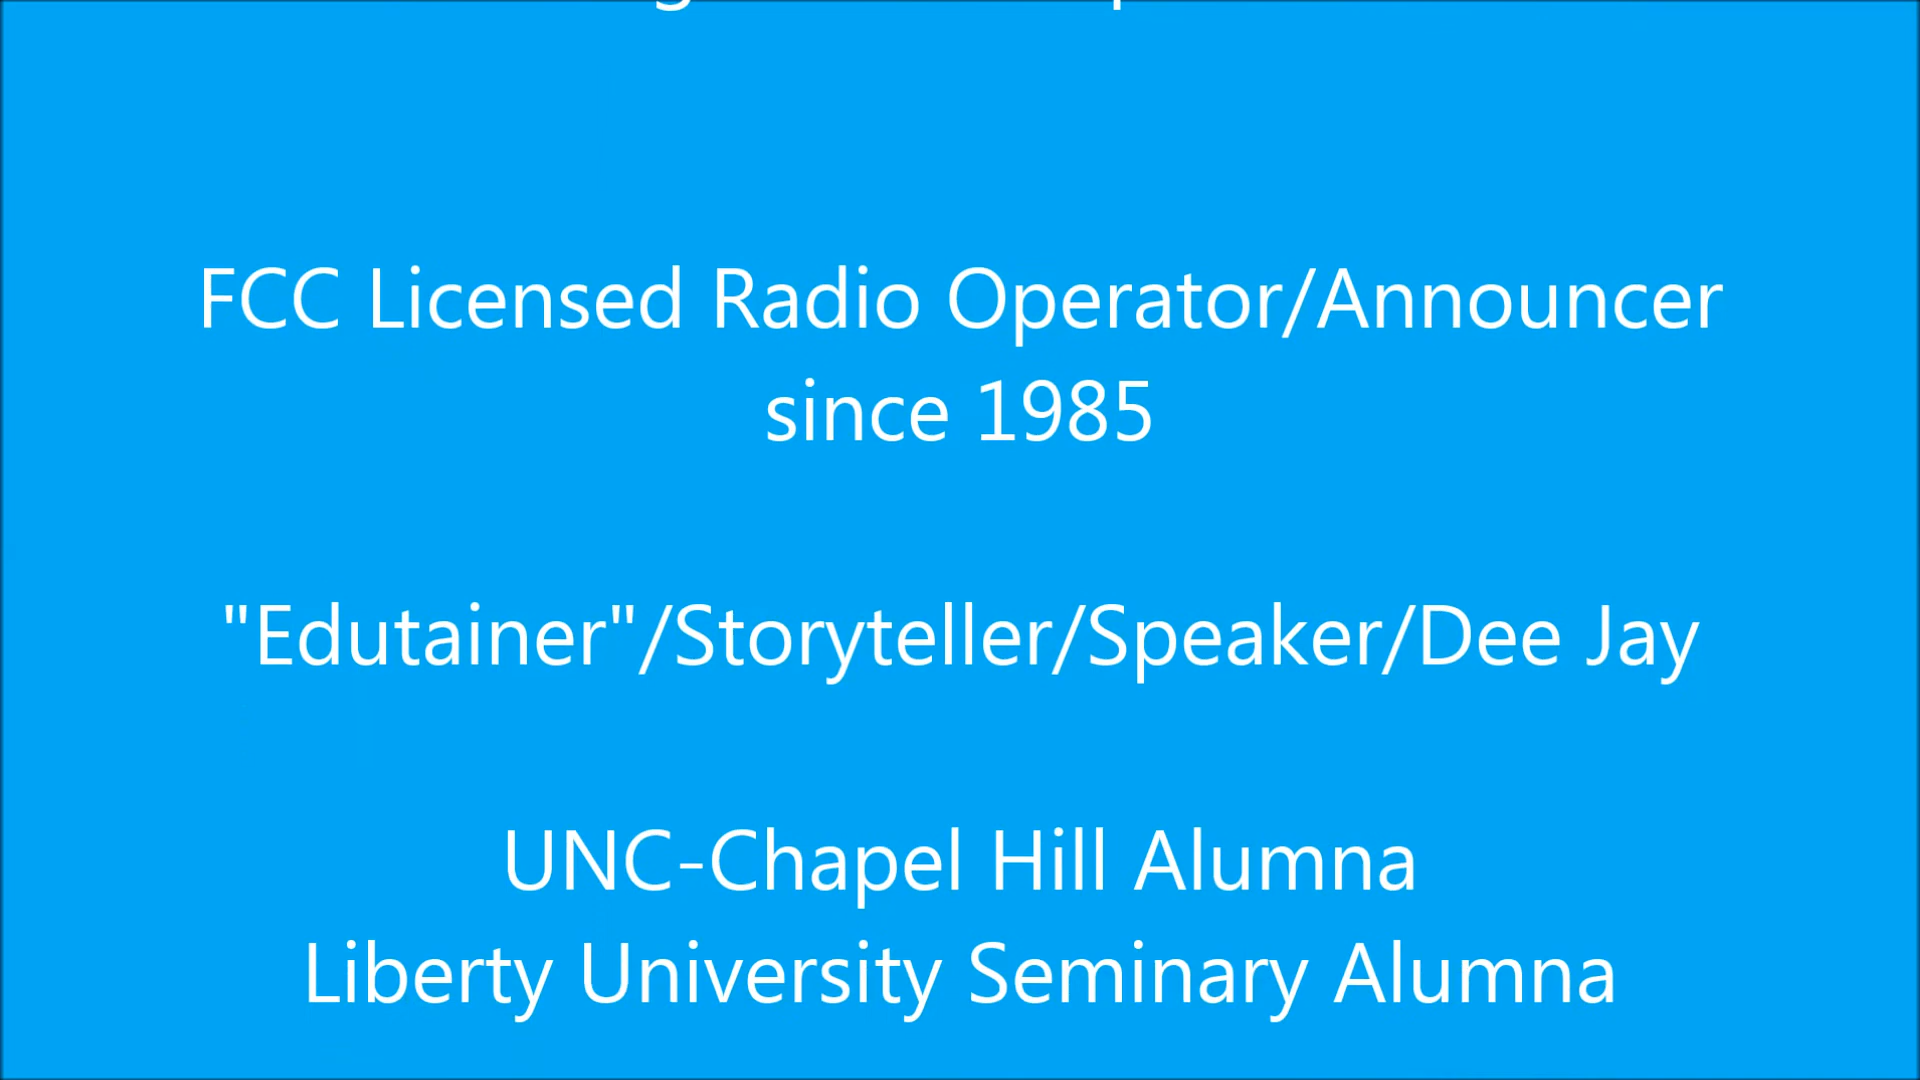 FCC Licensed Radio Operator/Announcer
since 1985
"Edutainer"/Storyteller/Speaker/Dee Jay
UNC-Chapel Hill Alumna
Liberty University Seminary Alumna